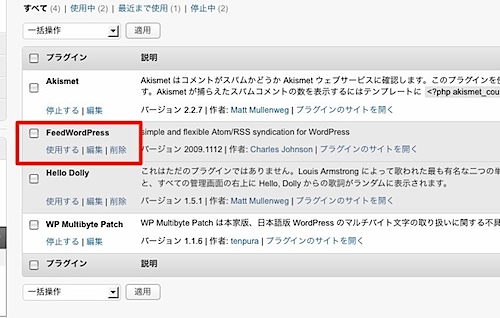 すべて (4) | 使用中 (2) | 最近まで使用 (1) | 停止中 (2)
一括操作 適用
プラグイン 説明
Akismet Akismet はコメントがスパムかどうか Akismet ウェブサービスに確認します。このプラグインを使
す。Akismet が捕らえたスパムコメントの数を表示するにはテンプレートに <?php akismet_cou
停止する | 編集 バージョン 2.2.7 | 作者: Matt Mullenweg | プラグインのサイトを開く
FeedWordPress simple and flexible Atom/RSS syndication for WordPress
使用する | 編集 | 削除 バージョン 2009.1112 | 作者: Charles Johnson | プラグインのサイトを開く
Hello Dolly これはただのプラグインではありません。Louis Armstrong によって歌われた最も有名な二つの単
と、すべての管理画面の右上に Hello, Dolly からの歌詞がランダムに表示されます。
使用する | 編集 | 削除 バージョン 1.5.1 | 作者: Matt Mullenweg | プラグインのサイトを開く
WP Multibyte Patch WP Multibyte Patch は本家版、日本語版 WordPress のマルチバイト文字の取り扱いに関する不具
停止する | 編集 バージョン 1.1.6 | 作者: tenpura | プラグインのサイトを開く
プラグイン 説明
一括操作 適用